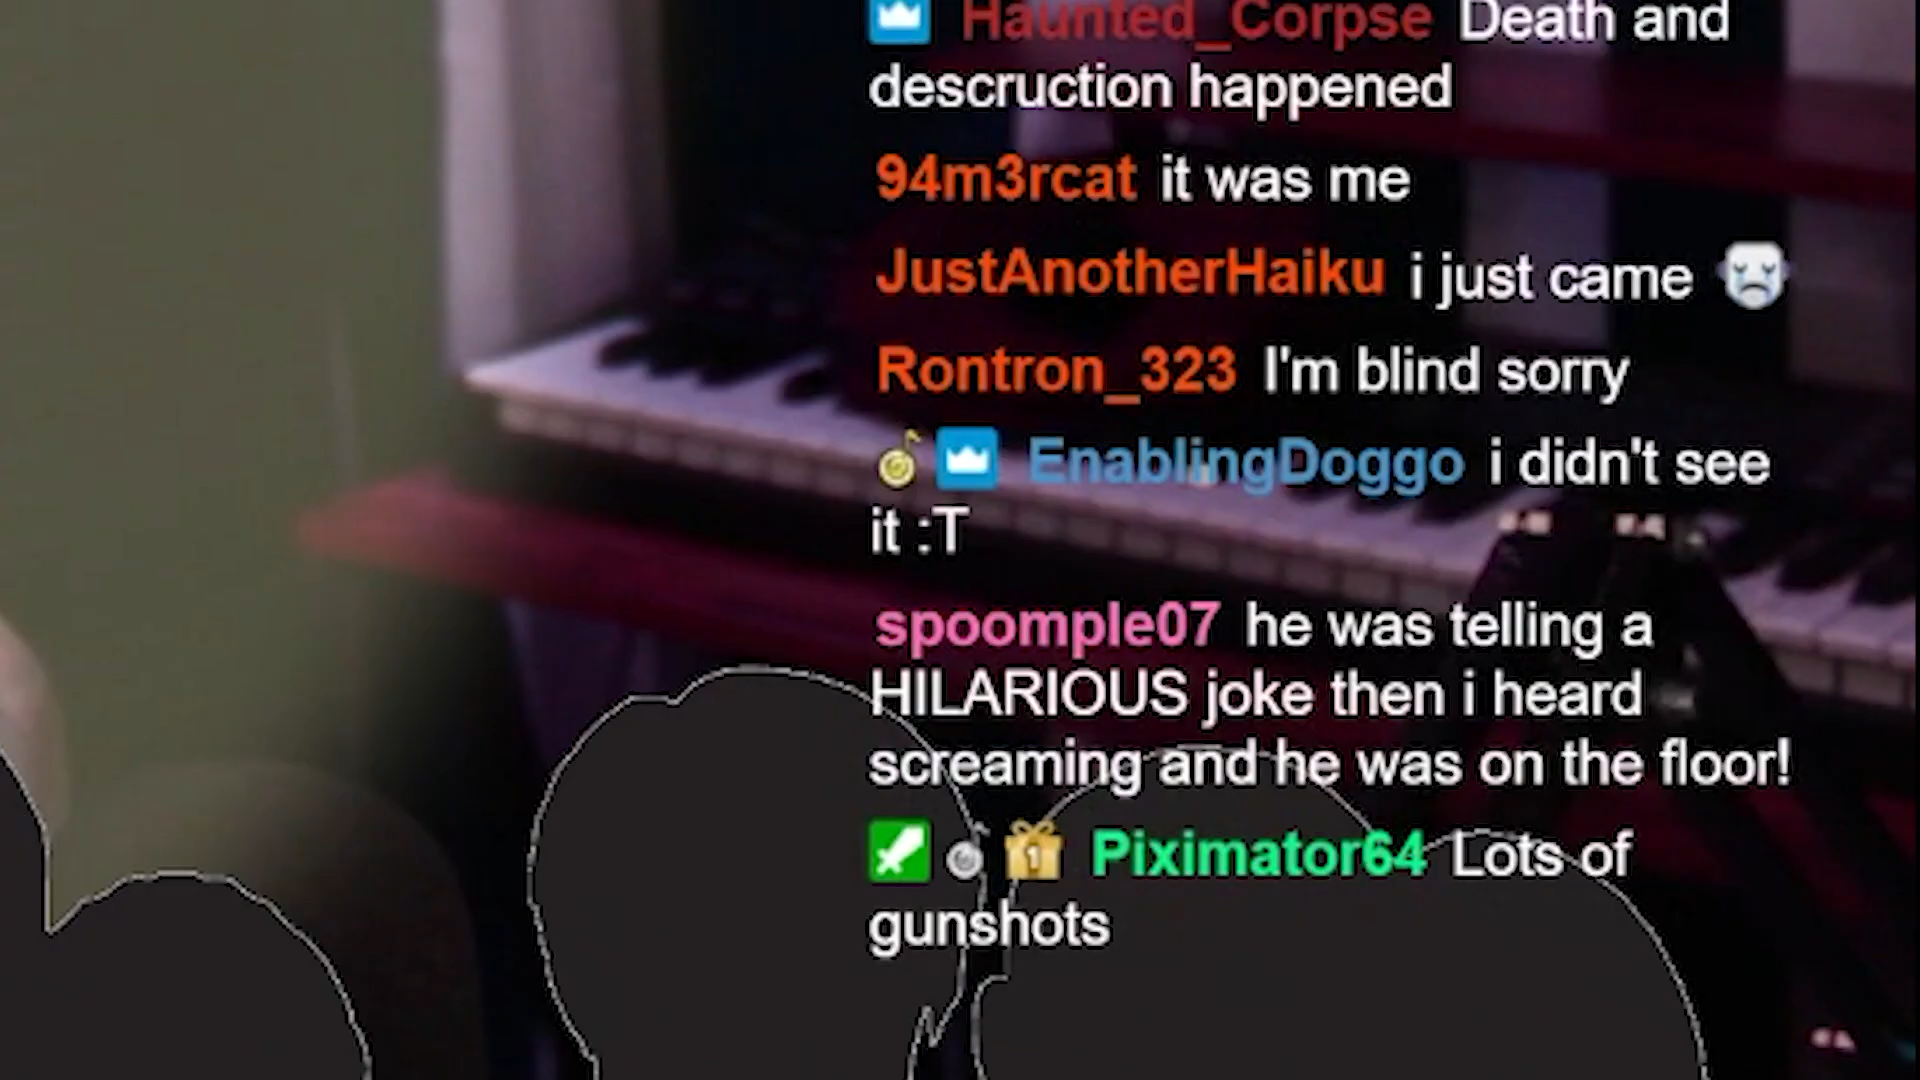 Haunted_Corpse Death and
descruction happened
94m3rcat it was me
JustAnotherHaiku i just came
Rontron_323 I'm blind sorry
EnablingDoggo i didn't see
it :T
spoomple07 he was telling a
HILARIOUS joke then i heard
screaming and he was on the floor!
1 Piximator64 Lots of
gunshots